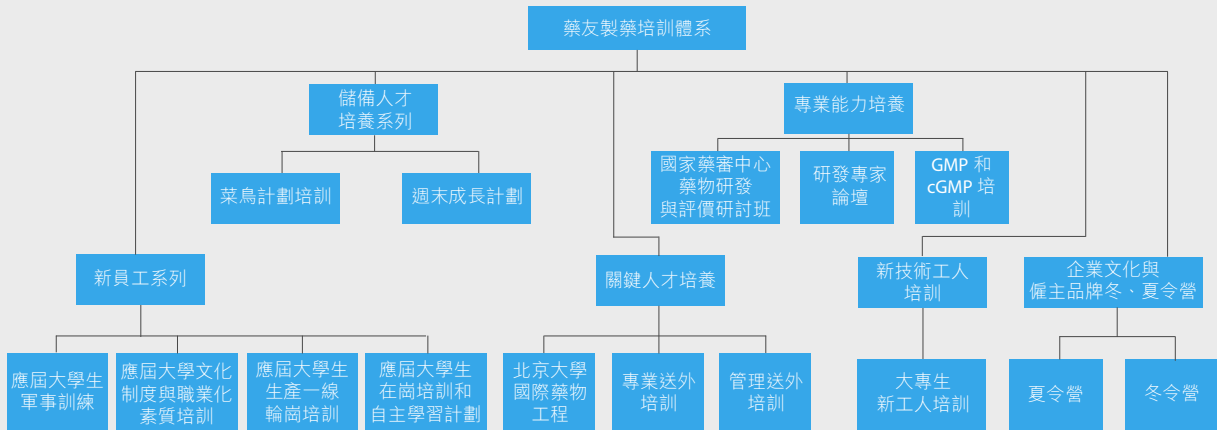 藥友製藥培訓體系
儲備人才
培養系列
專業能力培養
菜鳥計劃培訓
週末成長計劃
國家藥審中心
藥物研發
與評價研討班
研發專家
論壇
GMP 和
cGMP 培
訓
新員工系列
關鍵人才培養
新技術工人
培訓
企業文化與
僱主品牌冬、夏令營
應屆大學生
軍事訓練
應屆大學文化
制度與職業化
素質培訓
應屆大學生
生產一線
輪崗培訓
應屆大學生
在崗培訓和
自主學習計劃
北京大學
國際藥物
工程
專業送外
培訓
管理送外
培訓
大專生
新工人培訓
夏令營
冬令營